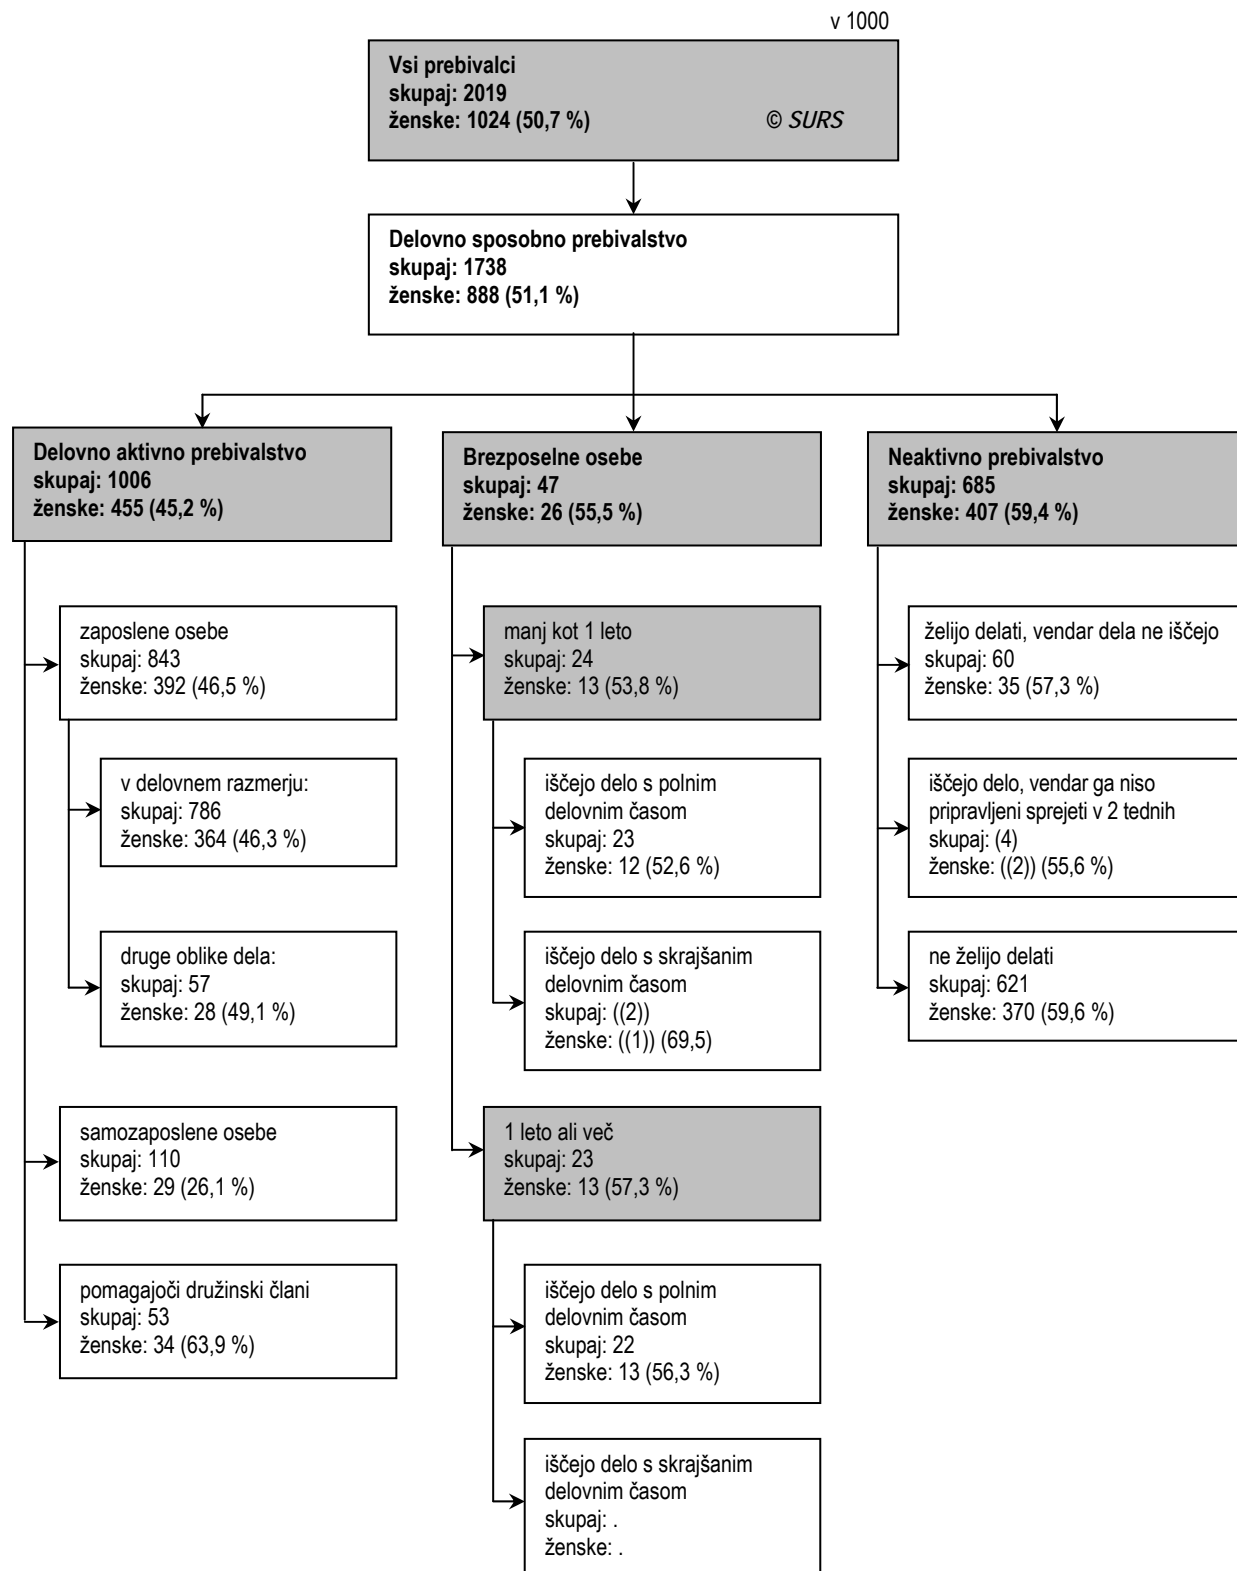 v 1000
Vsi prebivalci
skupaj: 2019
ženske: 1024 (50,7 %)
© SURS
Delovno sposobno prebivalstvo
skupaj: 1738
ženske: 888 (51,1 %)
Delovno aktivno prebivalstvo
skupaj: 1006
ženske: 455 (45,2 %)
zaposlene osebe
skupaj: 843
ženske: 392 (46,5 %)
v delovnem razmerju:
skupaj: 786
ženske: 364 (46,3 %)
druge oblike dela:
skupaj: 57
ženske: 28 (49,1 %)
samozaposlene osebe
skupaj: 110
ženske: 29 (26,1 %)
pomagajoči družinski člani
skupaj: 53
ženske: 34 (63,9 %)
Brezposelne osebe
skupaj: 47
ženske: 26 (55,5 %)
manj kot 1 leto
skupaj: 24
ženske: 13 (53,8 %)
iščejo delo s polnim
delovnim časom
skupaj: 23
ženske: 12 (52,6 %)
iščejo delo s skrajšanim
delovnim časom
skupaj: ((2))
ženske: ((1)) (69,5)
1 leto ali več
skupaj: 23
ženske: 13 (57,3 %)
iščejo delo s polnim
delovnim časom
skupaj: 22
ženske: 13 (56,3 %)
iščejo delo s skrajšanim
delovnim časom
skupaj: .
ženske: .
Neaktivno prebivalstvo
skupaj: 685
ženske: 407 (59,4 %)
želijo delati, vendar dela ne iščejo
skupaj: 60
ženske: 35 (57,3 %)
iščejo delo, vendar ga niso
pripravljeni sprejeti v 2 tednih
skupaj: (4)
ženske: ((2)) (55,6 %)
ne želijo delati
skupaj: 621
ženske: 370 (59,6 %)